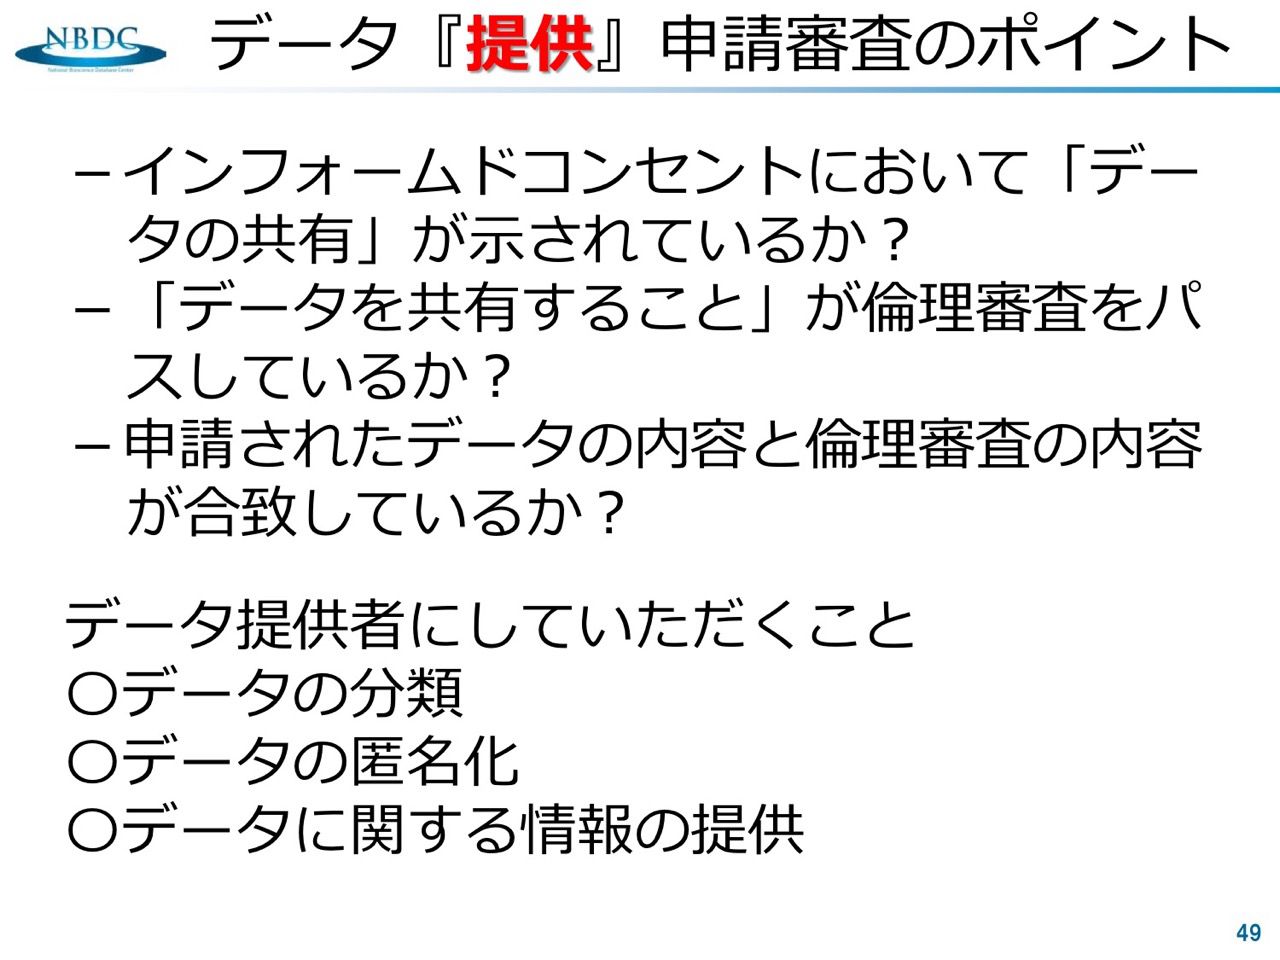 NBDC
National Bioscience Database Center
データ『提供』申請審査のポイント
–インフォームドコンセントにおいて「デー
タの共有」が示されているか？
–「データを共有すること」が倫理審査をパ
スしているか？
–申請されたデータの内容と倫理審査の内容
が合致しているか？
データ提供者にしていただくこと
〇データの分類
〇データの匿名化
〇データに関する情報の提供
49